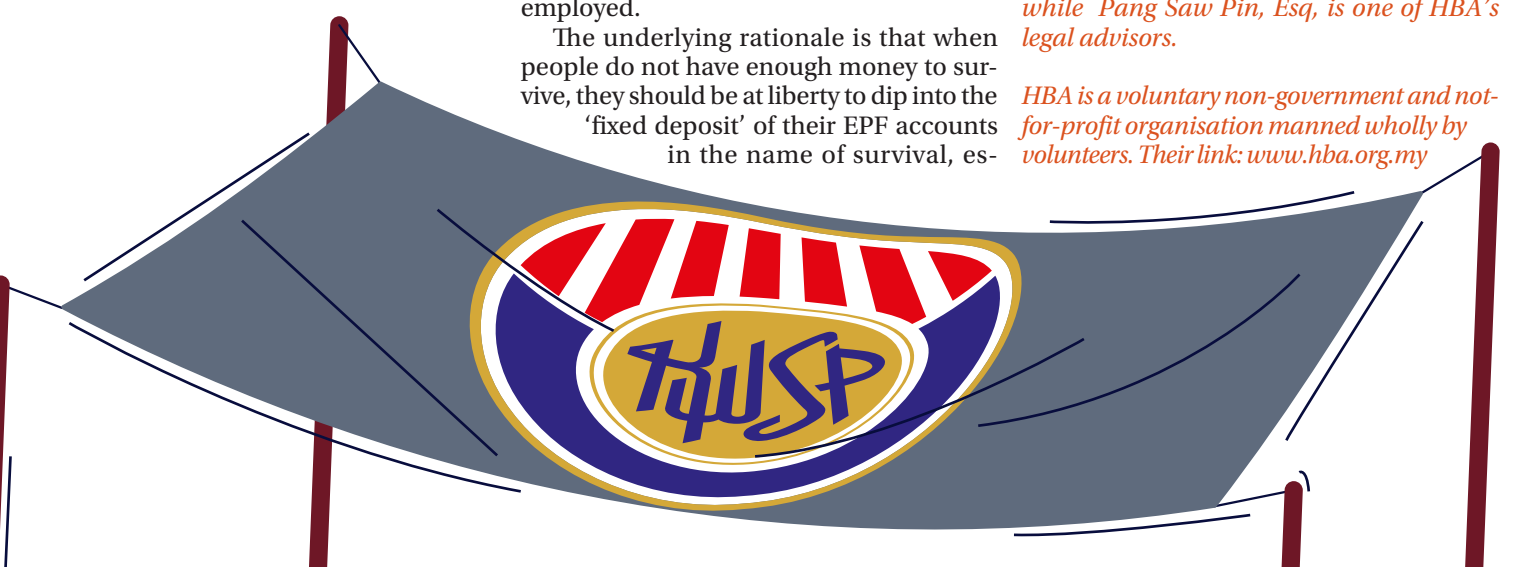 employed.
The underlying rationale is that when
people do not have enough money to sur-
vive, they should be at liberty to dip into the
‘fixed deposit’ of their EPF accounts
in the name of survival, es-
while Pang Saw Pin, Esq, is one of HBA’s
legal advisors.
HBA is a voluntary non-government and not-
for-profit organisation manned wholly by
volunteers. Their link: www.hba.org.my
KWSP